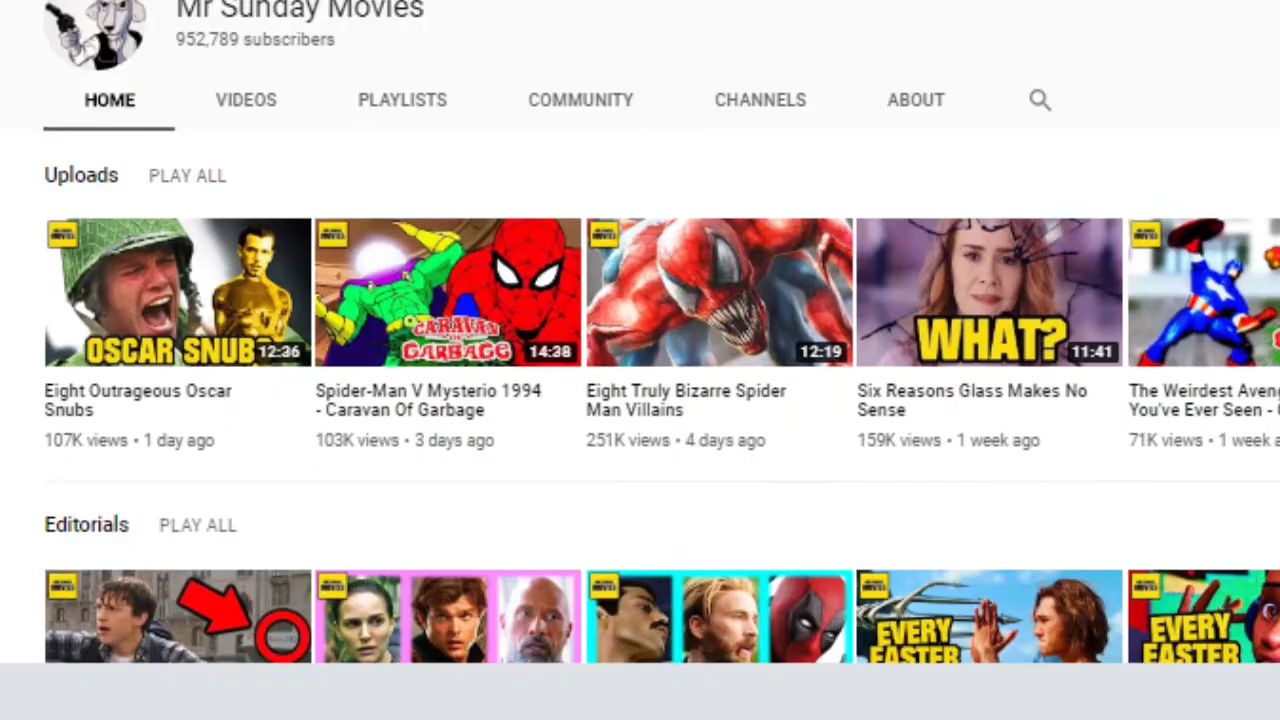 Mr Sunday Movies
952,789 subscribers
HOME VIDEOS PLAYLISTS COMMUNITY CHANNELS ABOUT
Uploads PLAY ALL
OSCAR SNUB 12:36
CARAVAN OF GARBAGE 14:38
12:19
WHAT? 11:41
Eight Outrageous Oscar
Snubs
107K views • 1 day ago
Spider-Man V Mysterio 1994
- Caravan Of Garbage
103K views • 3 days ago
Eight Truly Bizarre Spider
Man Villains
251K views • 4 days ago
Six Reasons Glass Makes No
Sense
159K views • 1 week ago
The Weirdest Aveng
You've Ever Seen -
71K views • 1 week a
Editorials PLAY ALL
EVERY
EASTER
EVERY
EASTER